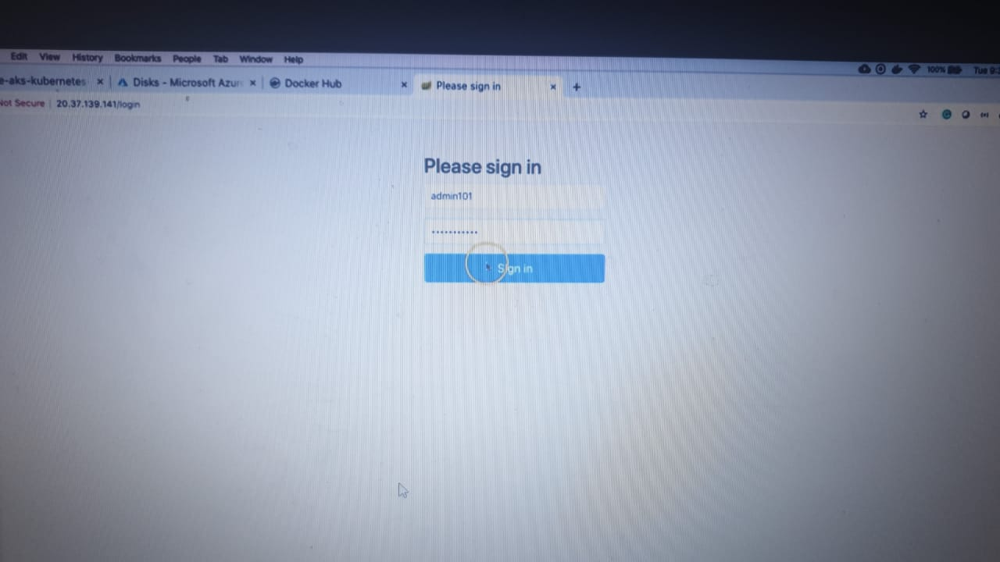 Edit View History Bookmarks People Tab Window Help
100% Tue 9:
e-aks-kubernetes Disks - Microsoft Azur Docker Hub Please sign in
Not Secure 20.37.139.141/login
Please sign in
admin101
•••••••••••
Sign in